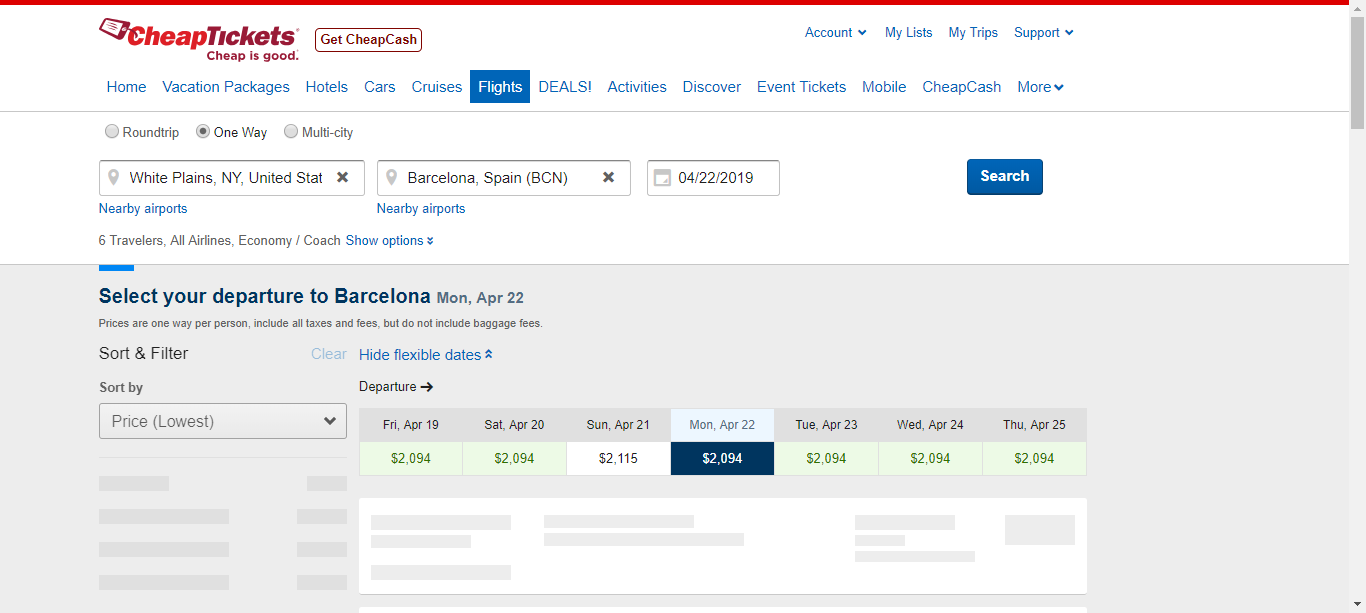 CheapTickets
Cheap is good.
Get CheapCash
Account My Lists My Trips Support
Home Vacation Packages Hotels Cars Cruises Flights DEALS! Activities Discover Event Tickets Mobile CheapCash More
Roundtrip One Way Multi-city
White Plains, NY, United Stat Barcelona, Spain (BCN) 04/22/2019 Search
Nearby airports Nearby airports
6 Travelers, All Airlines, Economy / Coach Show options
Select your departure to Barcelona Mon, Apr 22
Prices are one way per person, include all taxes and fees, but do not include baggage fees.
Sort & Filter Clear Hide flexible dates
Sort by Departure
Price (Lowest)
Fri, Apr 19 Sat, Apr 20 Sun, Apr 21 Mon, Apr 22 Tue, Apr 23 Wed, Apr 24 Thu, Apr 25
$2,094 $2,094 $2,115 $2,094 $2,094 $2,094 $2,094